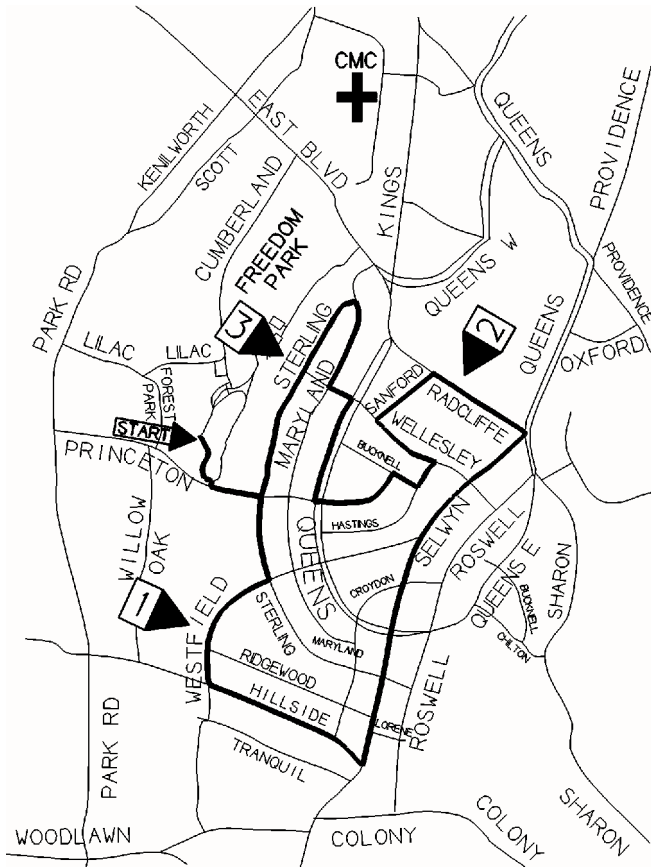 CMC
KENILWORTH
SCOTT
EAST BLVD
KINGS
QUEENS
PROVIDENCE
CUMBERLAND
FREEDOM
PARK
QUEENS W
PROVIDENCE
PARK RD
LILAC
LILAC
3
STERLING
2
QUEENS
OXFORD
PARK
FOREST
SANFORD
RADCLIFFE
START
MARYLAND
WELLESLEY
PRINCETON
BUCKNELL
WILLOW
OAK
QUEENS
HASTINGS
SELWYN
ROSWELL
SHARON
1
WESTFIELD
STERLING
CROYDON
QUEENS E
BUCKNELL
CHILTON
MARYLAND
RIDGEWOOD
HILLSIDE
LORENE
ROSWELL
PARK RD
TRANQUIL
WOODLAWN
COLONY
COLONY
SHARON